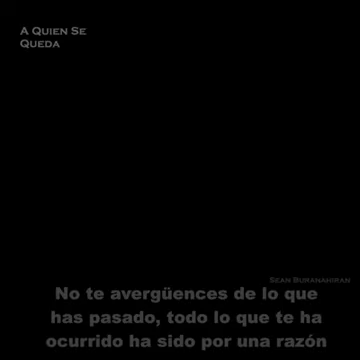 A Quien Se
Queda
Sean Buranahiran
No te avergüences de lo que
has pasado, todo lo que te ha
ocurrido ha sido por una razón